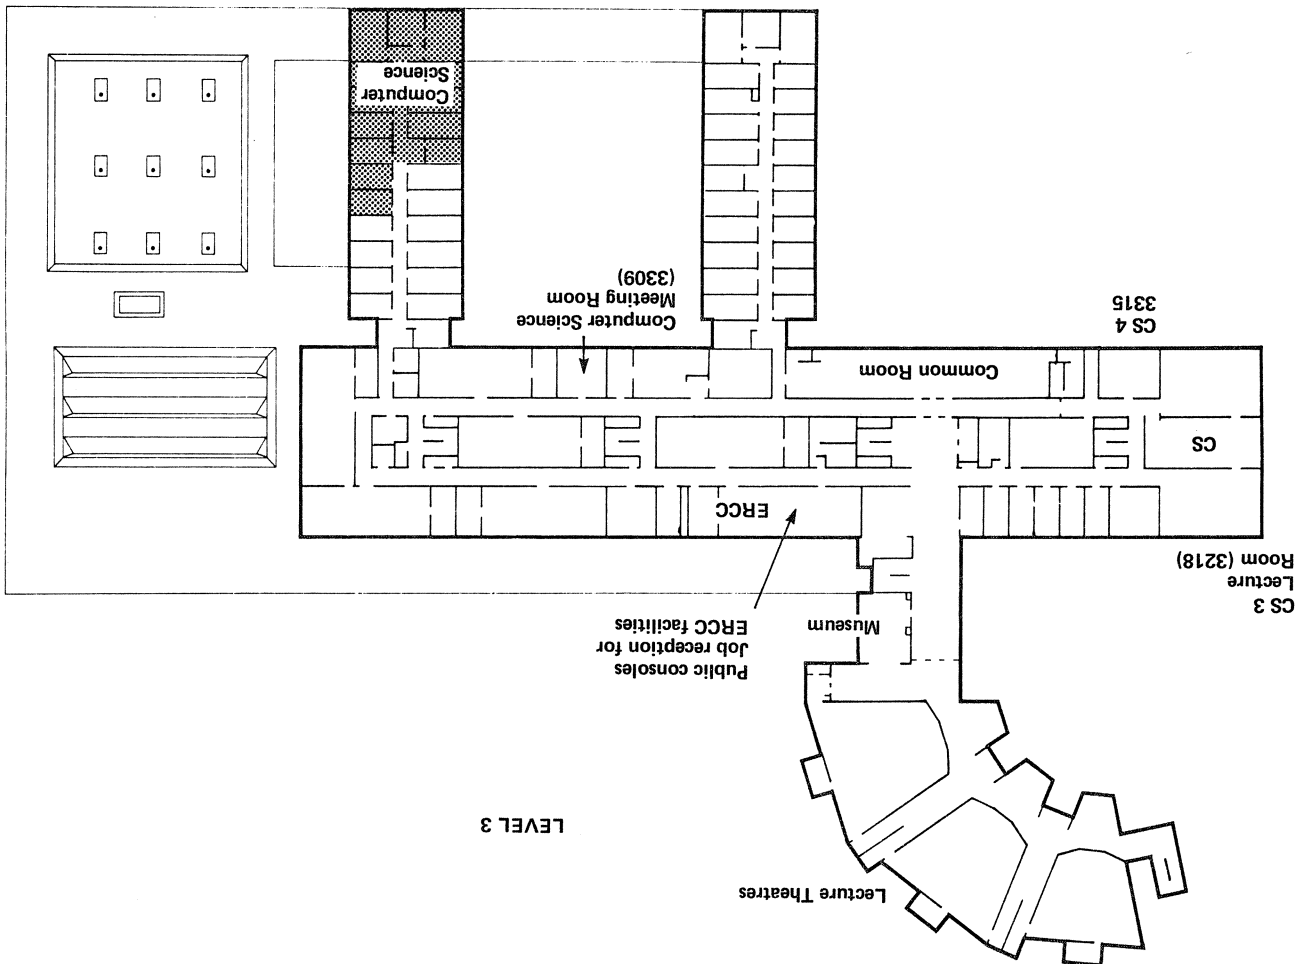 Lecture Theatres
LEVEL 3
Public consoles
Job reception for
ERCC facilities
Museum
CS 3
Lecture
Room (3218)
ERCC
CS
Common Room
CS 4
3315
Computer Science
Meeting Room
(3309)
Computer
Science